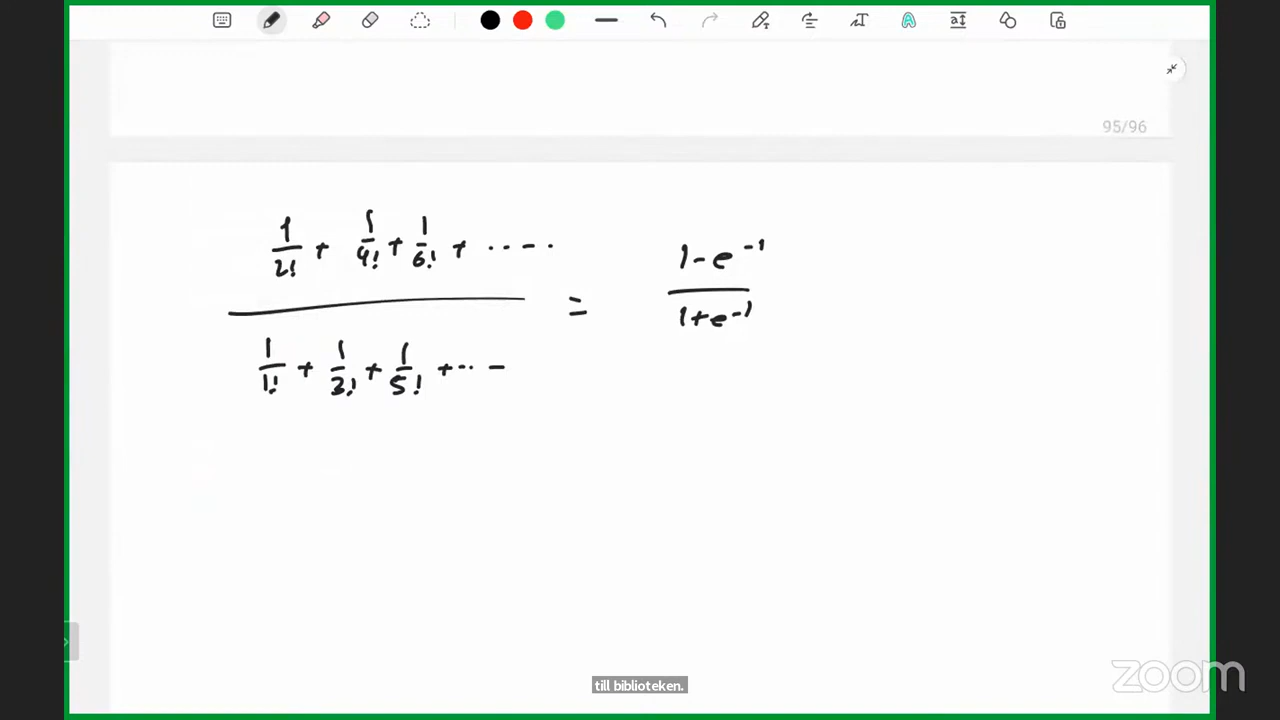 95/96
1/2! + 1/4! + 1/6! + ..... / 1/1! + 1/3! + 1/5! + ... = 1 - e^-1 / 1 + e^-1
till biblioteken.
zoom